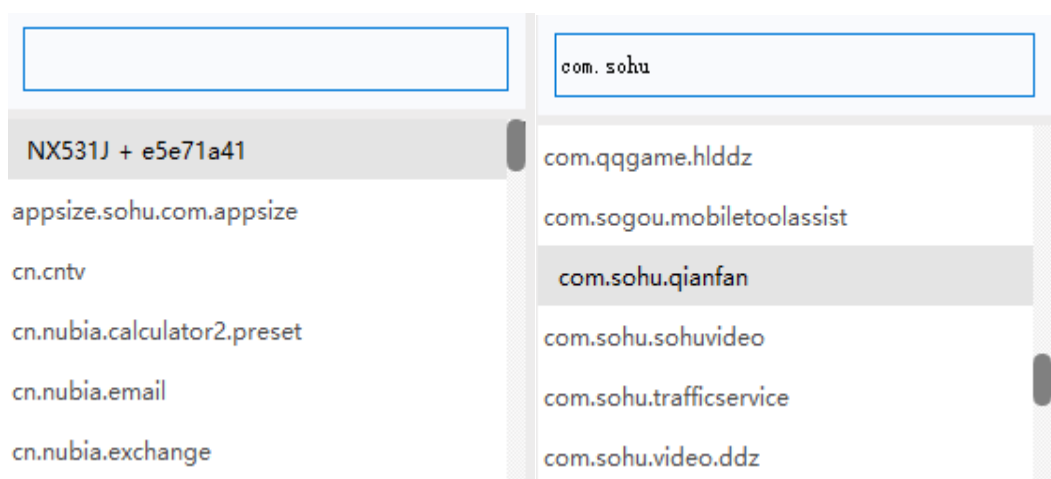 NX531J + e5e71a41
appsize.sohu.com.appsize
cn.cntv
cn.nubia.calculator2.preset
cn.nubia.email
cn.nubia.exchange
com.sohu
com.qqgame.hlddz
com.sogou.mobiletoolassist
com.sohu.qianfan
com.sohu.sohuvideo
com.sohu.trafficservice
com.sohu.video.ddz